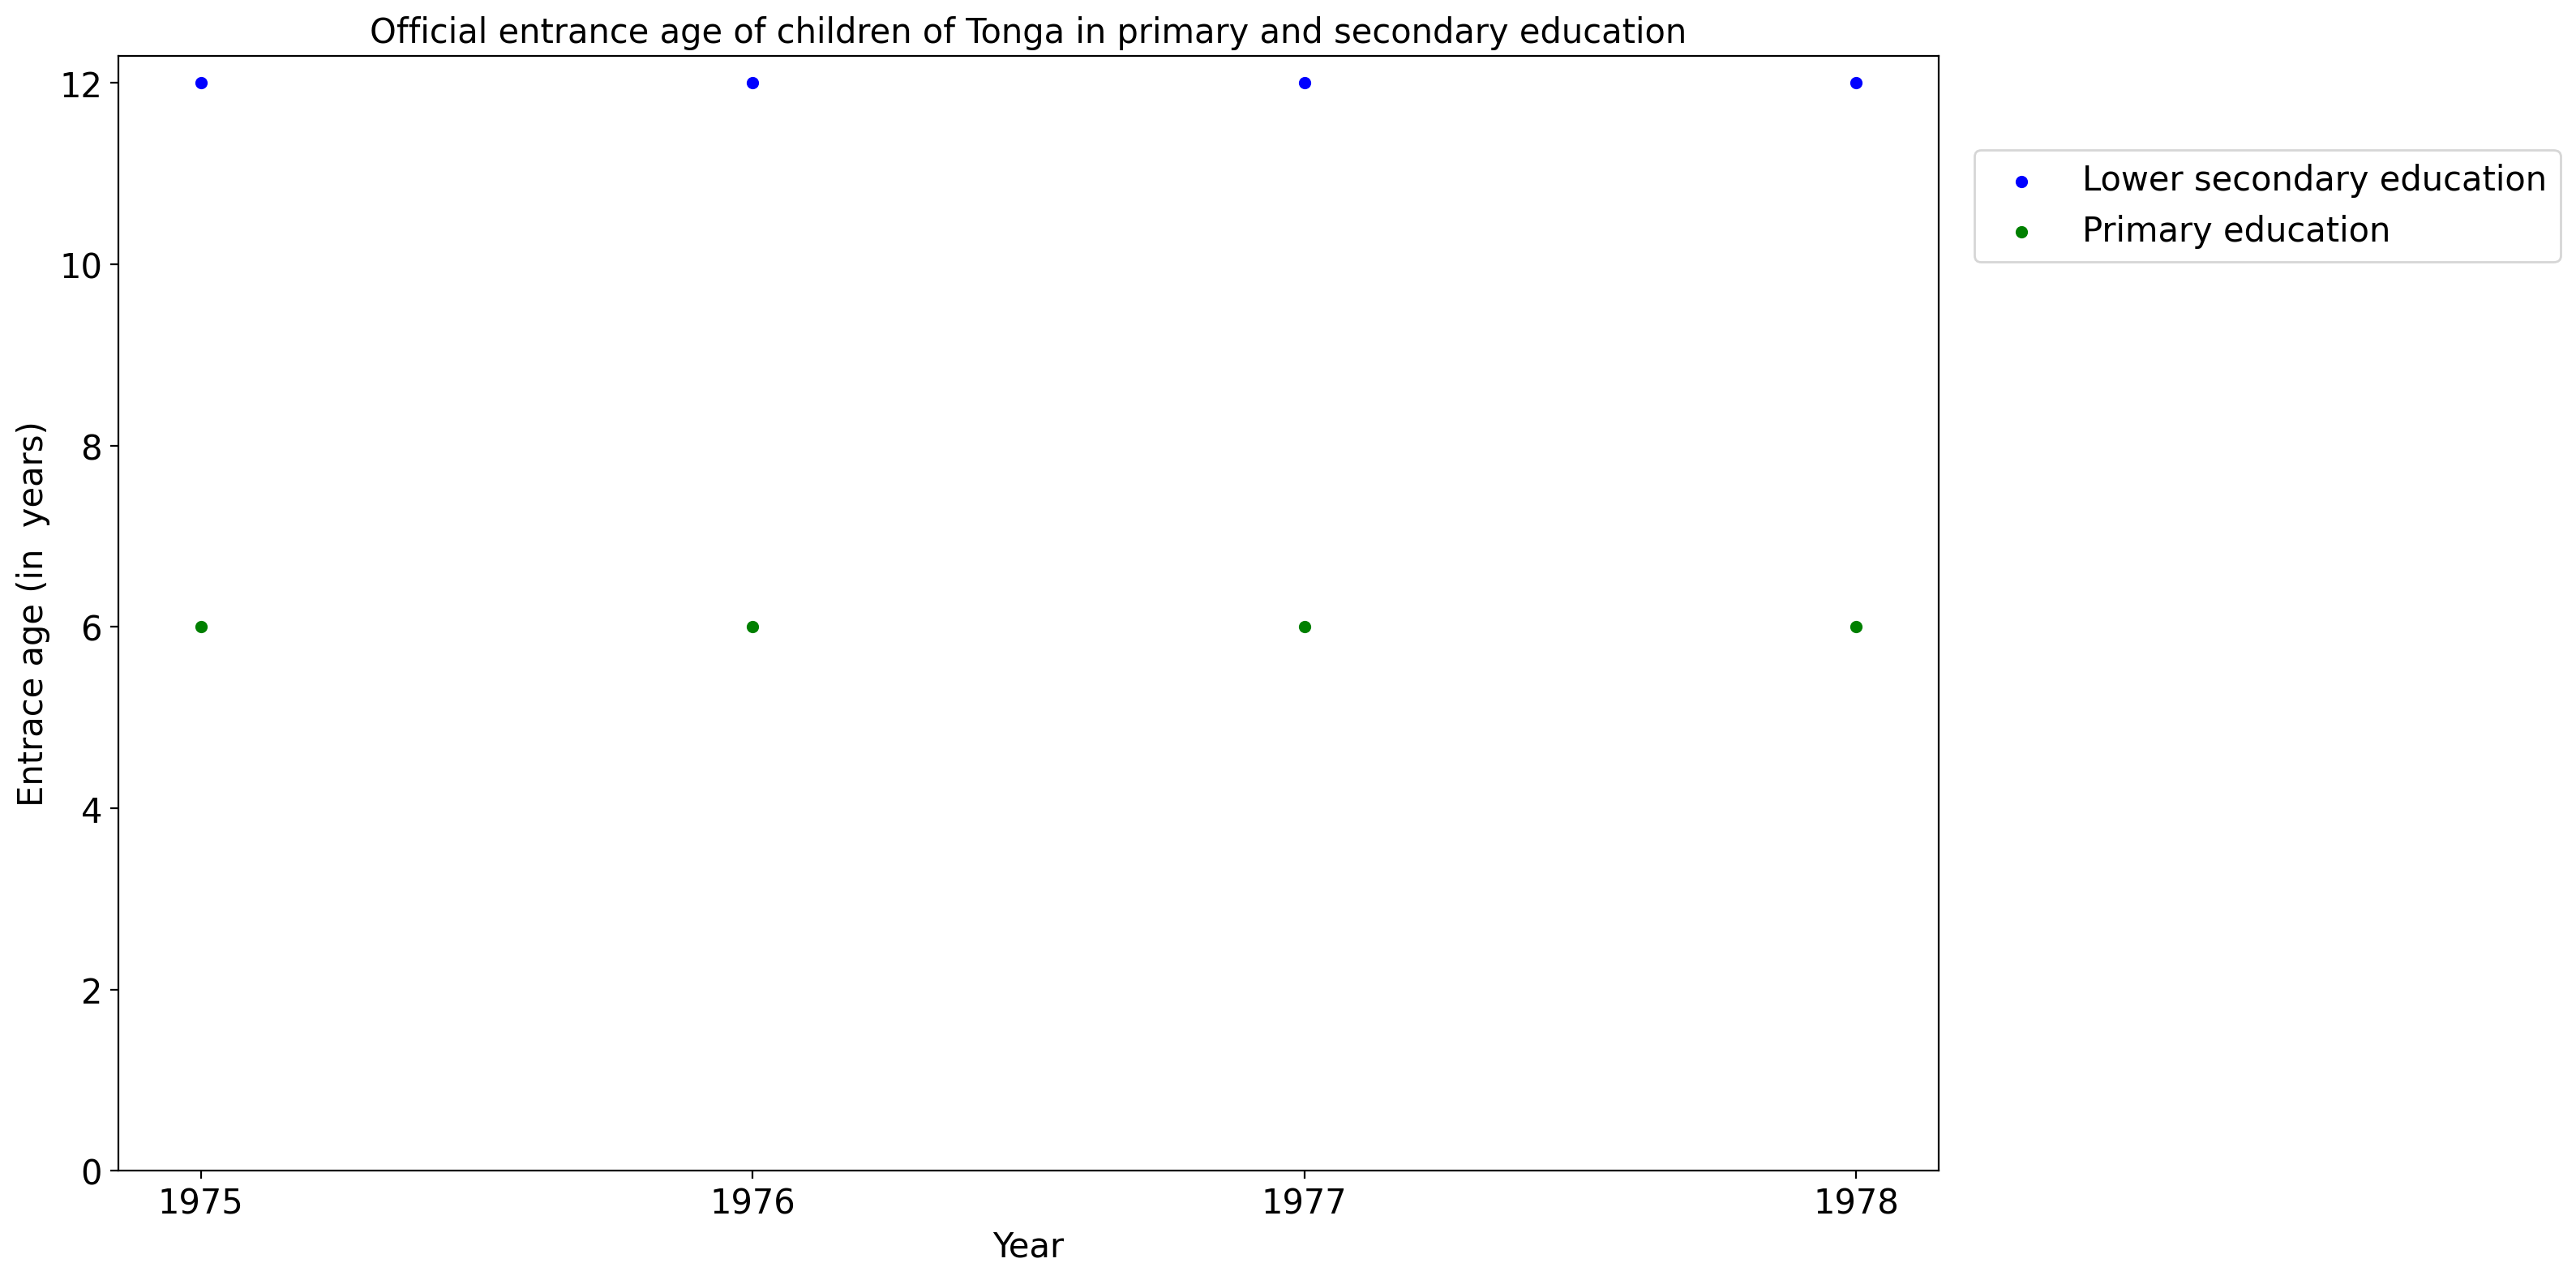 Official entrance age of children of Tonga in primary and secondary education
12
10
8
6
4
2
0
Entrace age (in  years)
1975 1976 1977 1978
Year
Lower secondary education
Primary education